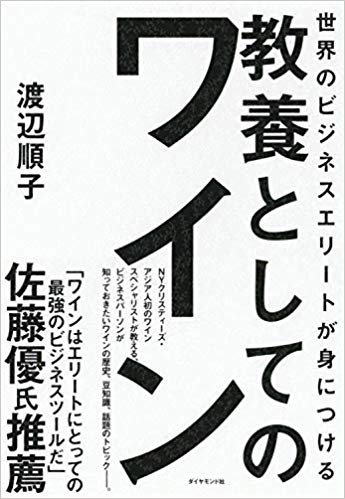 世界のビジネスエリートが身につける
教養としての
ワイン
渡辺順子
NYクリスティーズ・
アジア人初のワイン
スペシャリストが教える、
ビジネスパーソンが
知っておきたいワインの歴史、豆知識、話題のトピック――。
「ワインはエリートにとっての
最強のビジネスツールだ」
佐藤優氏推薦
ダイヤモンド社